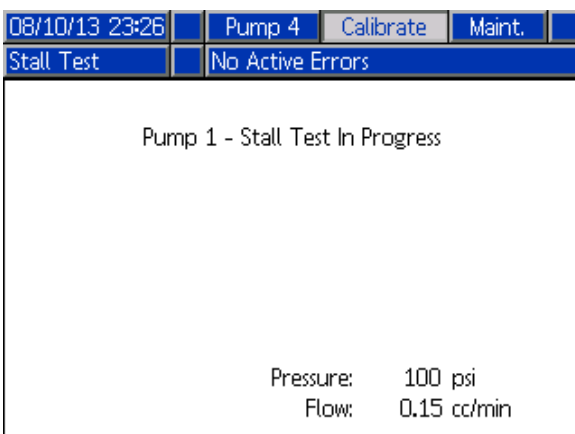 08/10/13 23:26 Pump 4 Calibrate Maint.
Stall Test No Active Errors
Pump 1 - Stall Test In Progress
Pressure: 100 psi
Flow: 0.15 cc/min